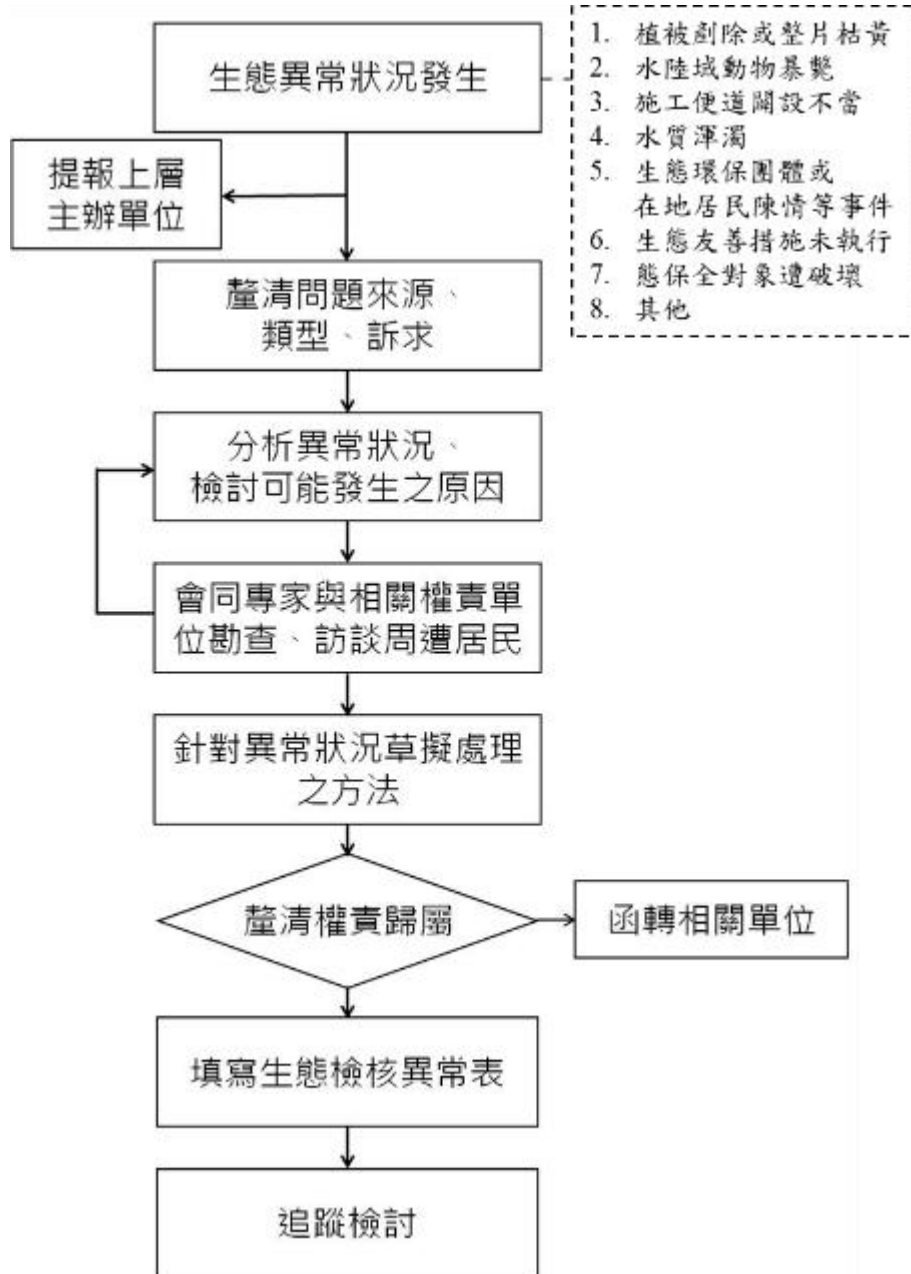 生態異常狀況發生
1. 植被剷除或整片枯黃
2. 水陸域動物暴斃
3. 施工便道開設不當
4. 水質渾濁
5. 生態環保團體或
在地居民陳情等事件
6. 生態友善措施未執行
7. 態保全對象遭破壞
8. 其他
提報上層
主辦單位
釐清問題來源、
類型、訴求
分析異常狀況、
檢討可能發生之原因
會同專家與相關權責單
位勘查、訪談周遭居民
針對異常狀況草擬處理
之方法
釐清權責歸屬
函轉相關單位
填寫生態檢核異常表
追蹤檢討